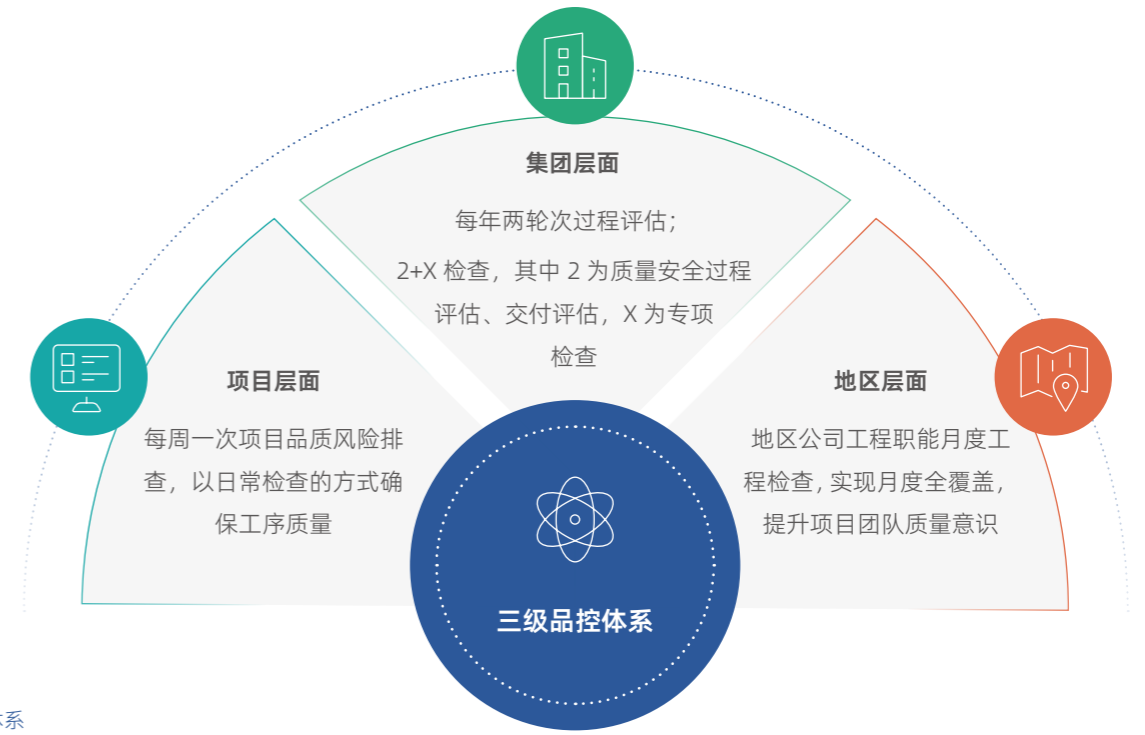 集团层面
每年两轮次过程评估；
2+X 检查，其中 2 为质量安全过程
评估、交付评估，X 为专项
检查
项目层面
每周一次项目品质风险排
查，以日常检查的方式确
保工序质量
地区层面
地区公司工程职能月度工
程检查，实现月度全覆盖，
提升项目团队质量意识
三级品控体系
系